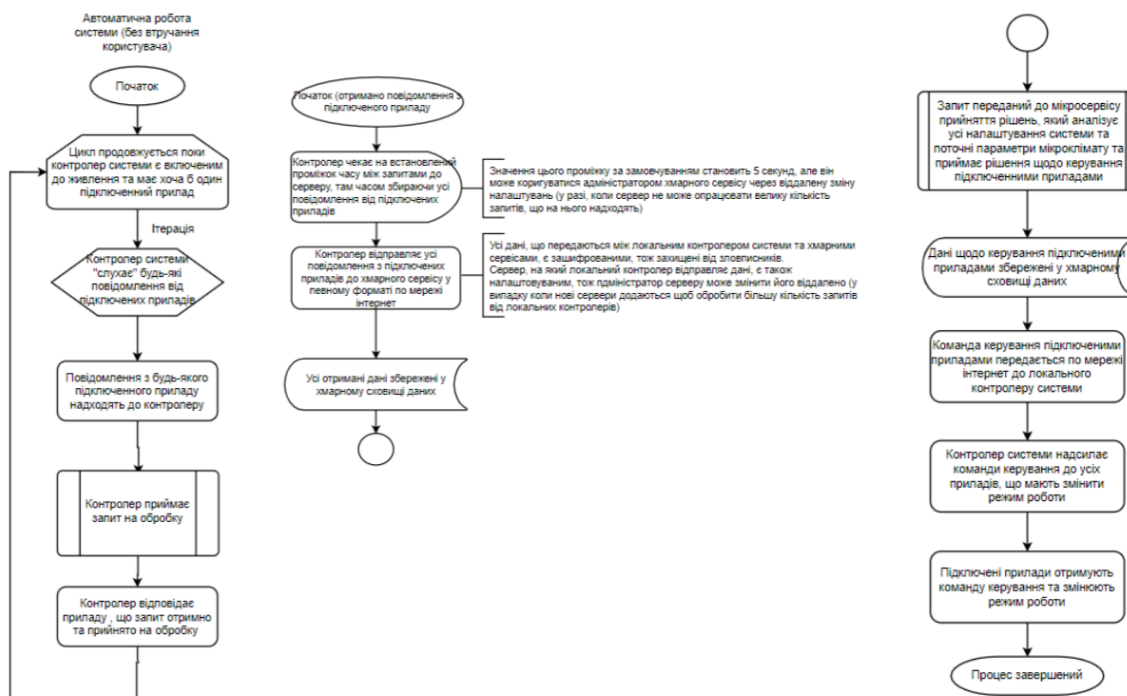 Автоматична робота
системи (без втручання
користувача)
Початок
Цикл продовжується поки
контролер системи є включеним
до живлення та має хоча б один
підключенний прилад
Ітерація
Контролер системи
"слухає" будь-які
повідомлення від
підключених приладів
Повідомлення з будь-якого
підключенного приладу
надходять до контролеру
Контролер приймає
запит на обробку
Контролер відповідає
приладу , що запит отримно
та прийнято на обробку
Початок (отримано повідомлення з
підключеного приладу
Контролер чекає на встановлений
проміжок часу між запитами до
серверу, там часом збираючи усі
повідомлення від підключених
приладів
Значення цього проміжку за замовчуванням становить 5 секунд, але він
може коригуватися адміністратором хмарного сервісу через віддалену зміну
налаштувань (у разі, коли сервер не може опрацювати велику кількість
запитів, що на нього надходять)
Контролер відправляє усі
повідомлення з підключених
приладів до хмарного сервісу у
певному форматі по мережі
інтернет
Усі дані, що передаються між локальним контролером системи та хмарними
сервісами, є зашифрованими, тож захищені від зловписників.
Сервер, на який локальний контролер відправляє дані, є також
налаштовуваним, тож пдміністратор серверу може змінити його віддалено (у
випадку коли нові сервери додаються щоб обробити більшу кількість запитів
від локальних контролерів)
Усі отримані дані збережені у
хмарному сховищі даних
Запит переданий до мікросервісу
прийняття рішень, який аналізує
усі налаштування системи та
поточні параметри мікроклімату та
приймає рішення щодо керування
підключенними приладами
Дані щодо керування підключеними
приладами збережені у хмарному
сховищі даних
Команда керування підключеними
приладами передається по мережі
інтернет до локального
контролеру системи
Контролер системи надсилає
команди керування до усіх
приладів, що мають змінити
режим роботи
Підключені прилади отримують
команду керування та змінюють
режим роботи
Процес завершений